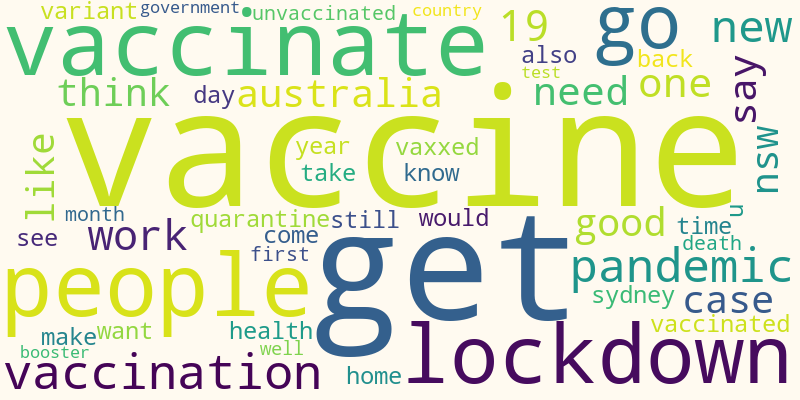 variant government unvaccinated country
vaccinate 19 go new
also back
think day australia test need one say
vaccine
like year vaxxed nsw
take know
month quarantine still would good time u
see work come death
first
people get pandemic
sydney case
make want health vaccinated
booster well lockdown
vaccination home